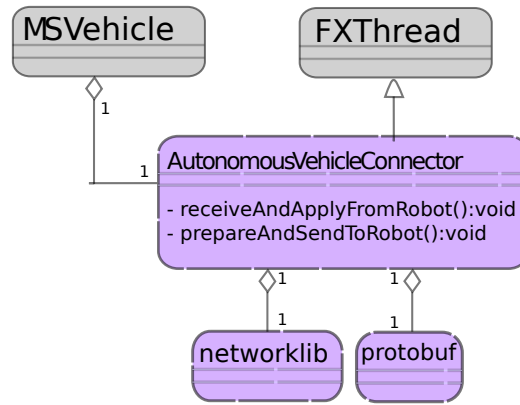 MSVehicle
FXThread
1
1
AutonomousVehicleConnector
- receiveAndApplyFromRobot():void
- prepareAndSendToRobot():void
1
1
1
1
networklib
protobuf